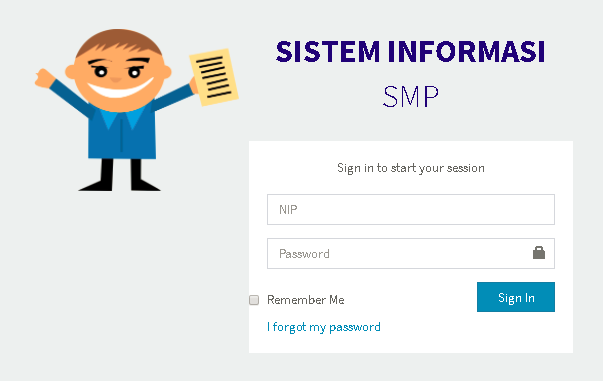 SISTEM INFORMASI
SMP
Sign in to start your session
NIP
Password
Remember Me
Sign In
I forgot my password